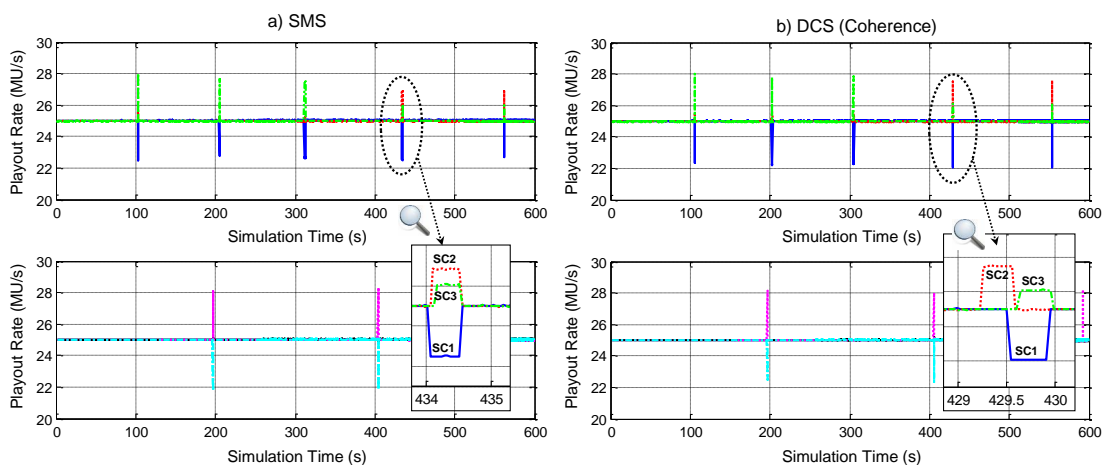 a) SMS
30
28
26
24
22
20
Playout Rate (MU/s)
0 100 200 300 400 500 600
Simulation Time (s)
b) DCS (Coherence)
30
28
26
24
22
20
Playout Rate (MU/s)
0 100 200 300 400 500 600
Simulation Time (s)
30
28
26
24
22
20
Playout Rate (MU/s)
0 100 200 300 400 500 600
Simulation Time (s)
SC2
SC3
SC1
434 435
30
28
26
24
22
20
Playout Rate (MU/s)
0 100 200 300 400 500 600
Simulation Time (s)
SC2
SC3
SC1
429 429.5 430